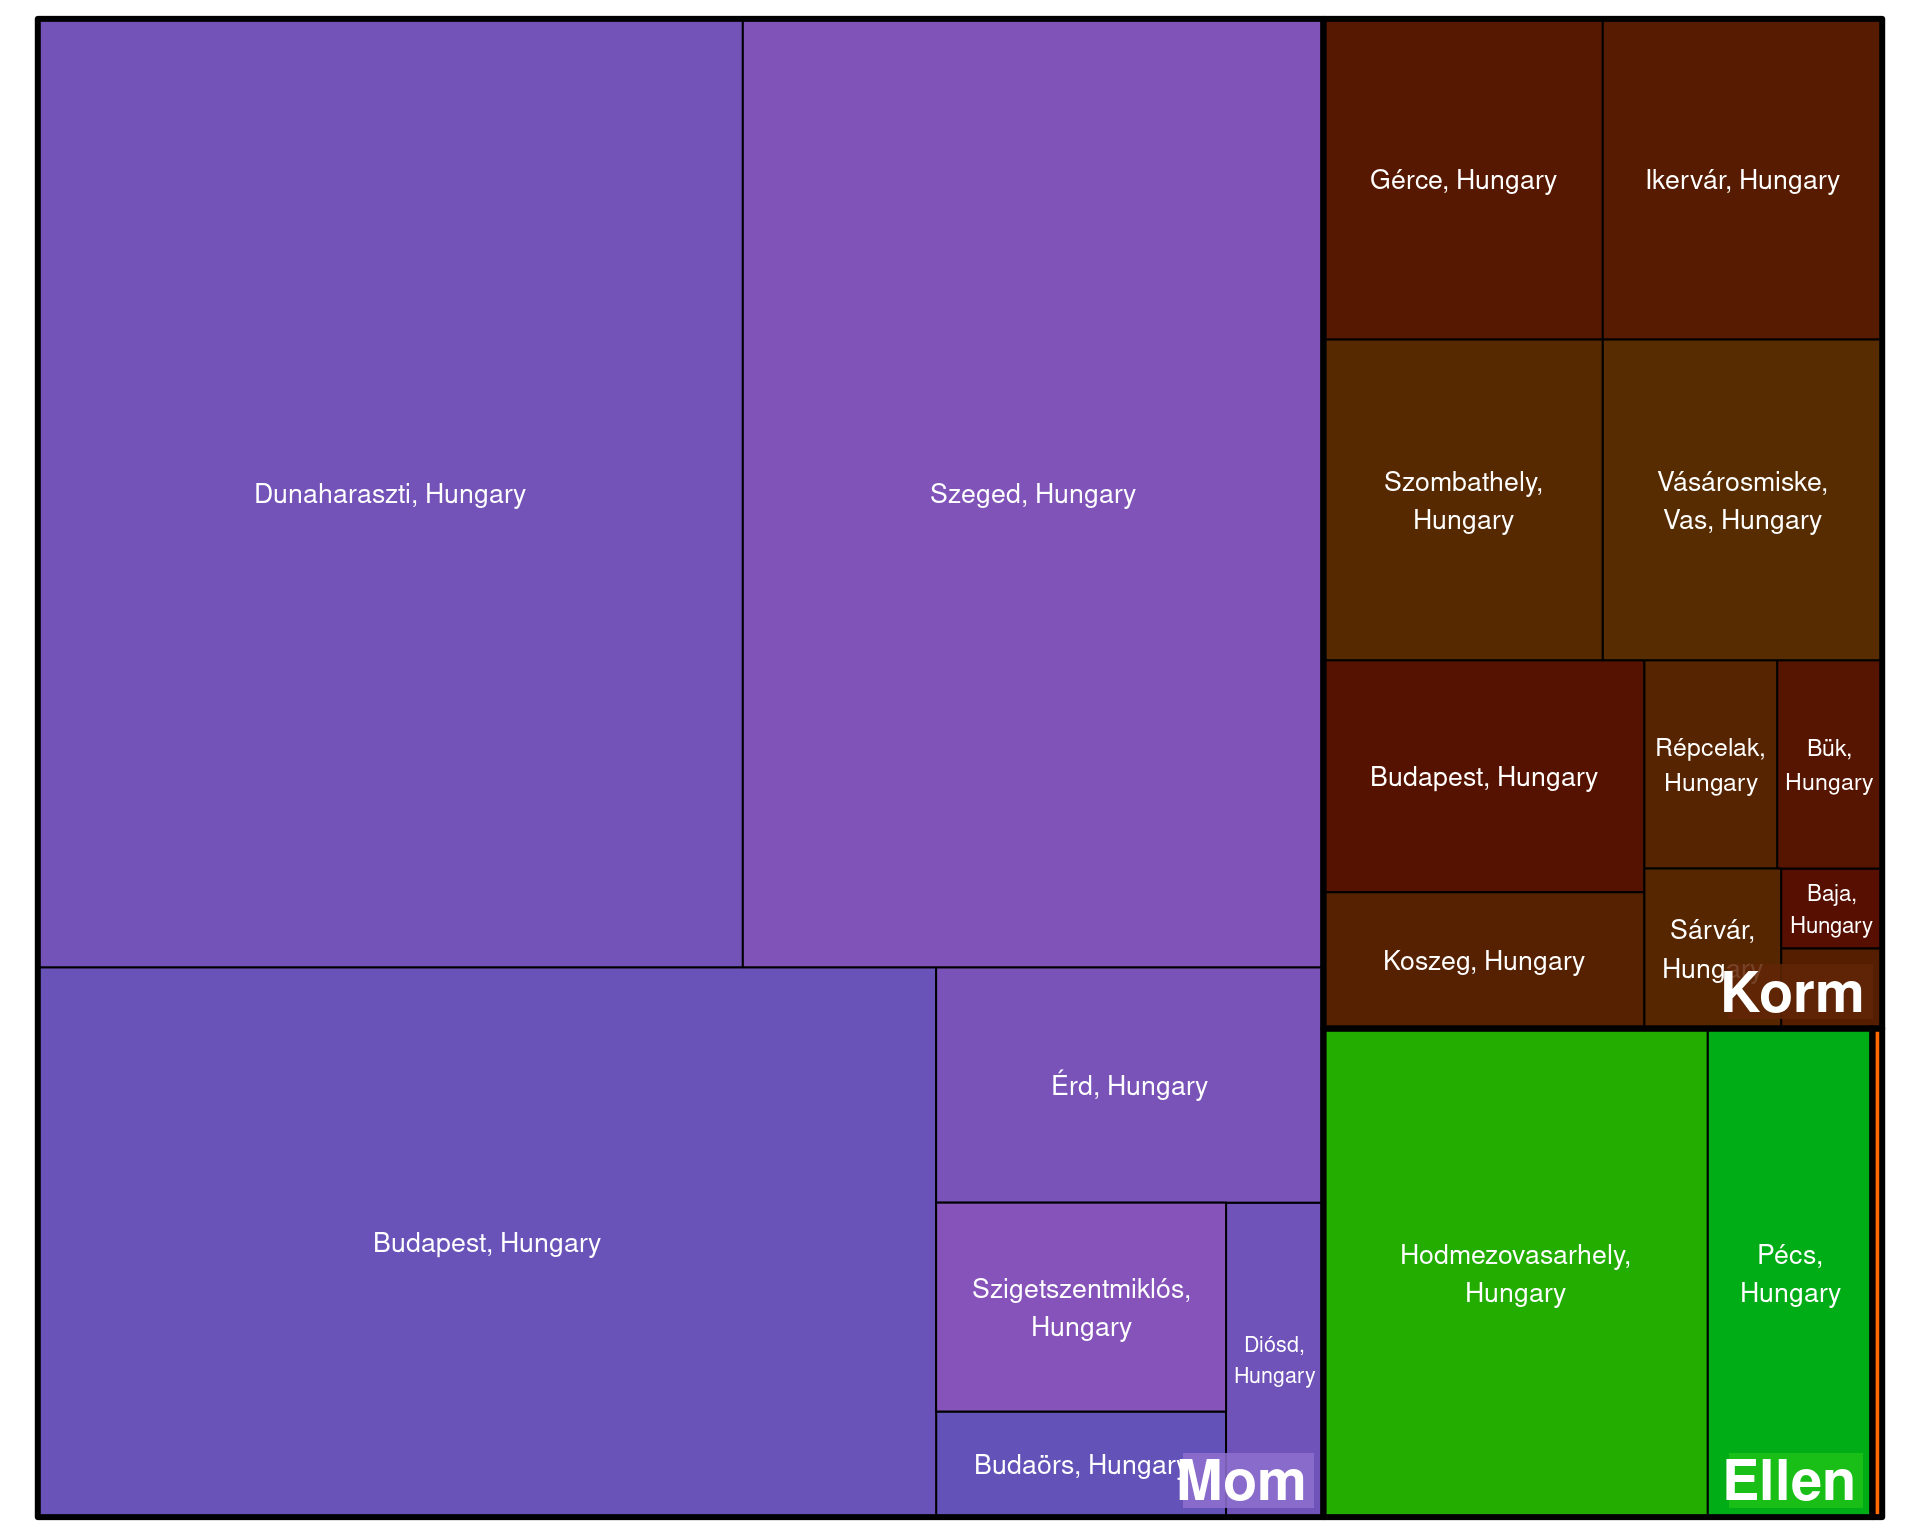 Dunaharaszti, Hungary
Szeged, Hungary
Budapest, Hungary
Érd, Hungary
Szigetszentmiklós,
Hungary
Diósd,
Hungary
Budaörs, Hungary
Mom
Gérce, Hungary
Ikervár, Hungary
Szombathely,
Hungary
Vásárosmiske,
Vas, Hungary
Budapest, Hungary
Répcelak,
Hungary
Bük,
Hungary
Koszeg, Hungary
Sárvár,
Hungary
Baja,
Hungary
Korm
Hodmezovasarhely,
Hungary
Pécs,
Hungary
Ellen